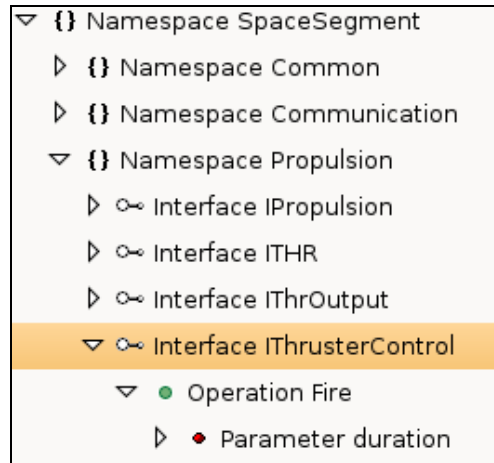 {} Namespace SpaceSegment
{} Namespace Common
{} Namespace Communication
{} Namespace Propulsion
Interface IPropulsion
Interface ITHR
Interface IThrOutput
Interface IThrusterControl
Operation Fire
Parameter duration